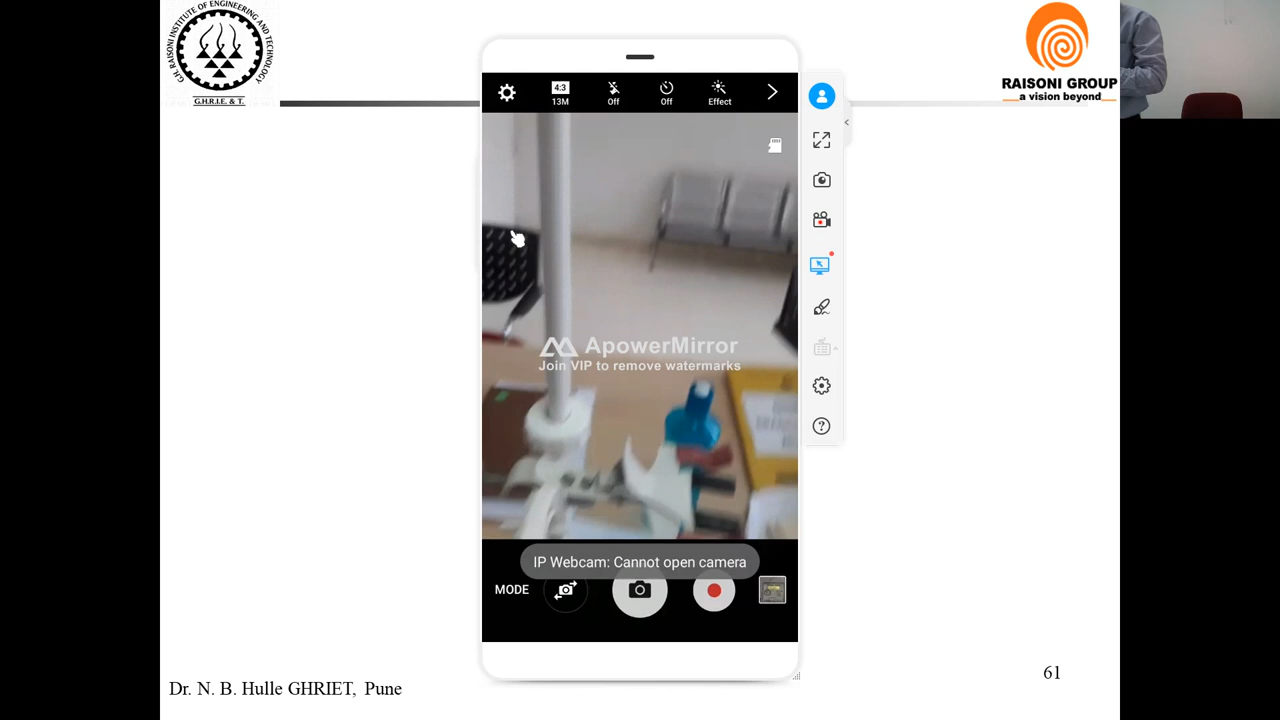 G.H. RAISONI INSTITUTE OF ENGINEERING AND TECHNOLOGY
G.H.R.I.E. & T.
RAISONI GROUP
a vision beyond
4:3
13M
Off
Off
Effect
ApowerMirror
Join VIP to remove watermarks
IP Webcam: Cannot open camera
MODE
Dr. N. B. Hulle GHRIET, Pune
61